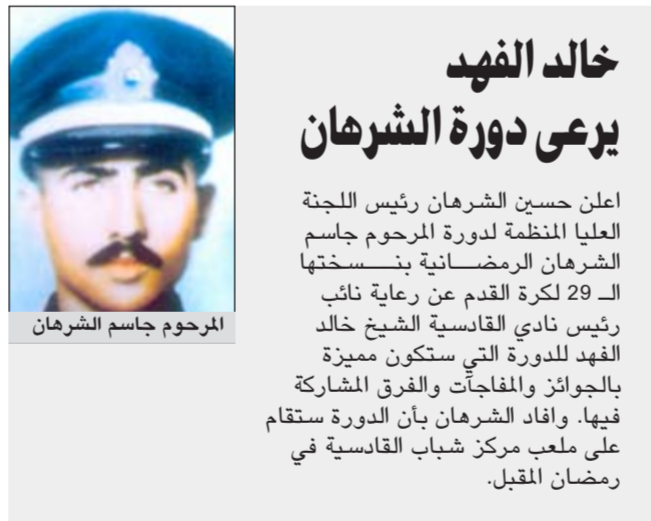 خالد الفهد
يرعى دورة الشرهان
اعلن حسين الشرهان رئيس اللجنة
العليا المنظمة لدورة المرحوم جاسم
الشرهان الرمضـــانية بنـــــسختها
الـ 29 لكرة القدم عن رعاية نائب
رئيس نادي القادسية الشيخ خالد
الفهد للدورة التي ستكون مميزة
بالجوائز والمفاجآت والفرق المشاركة
فيها. وافاد الشرهان بأن الدورة ستقام
على ملعب مركز شباب القادسية في
رمضان المقبل.
المرحوم جاسم الشرهان